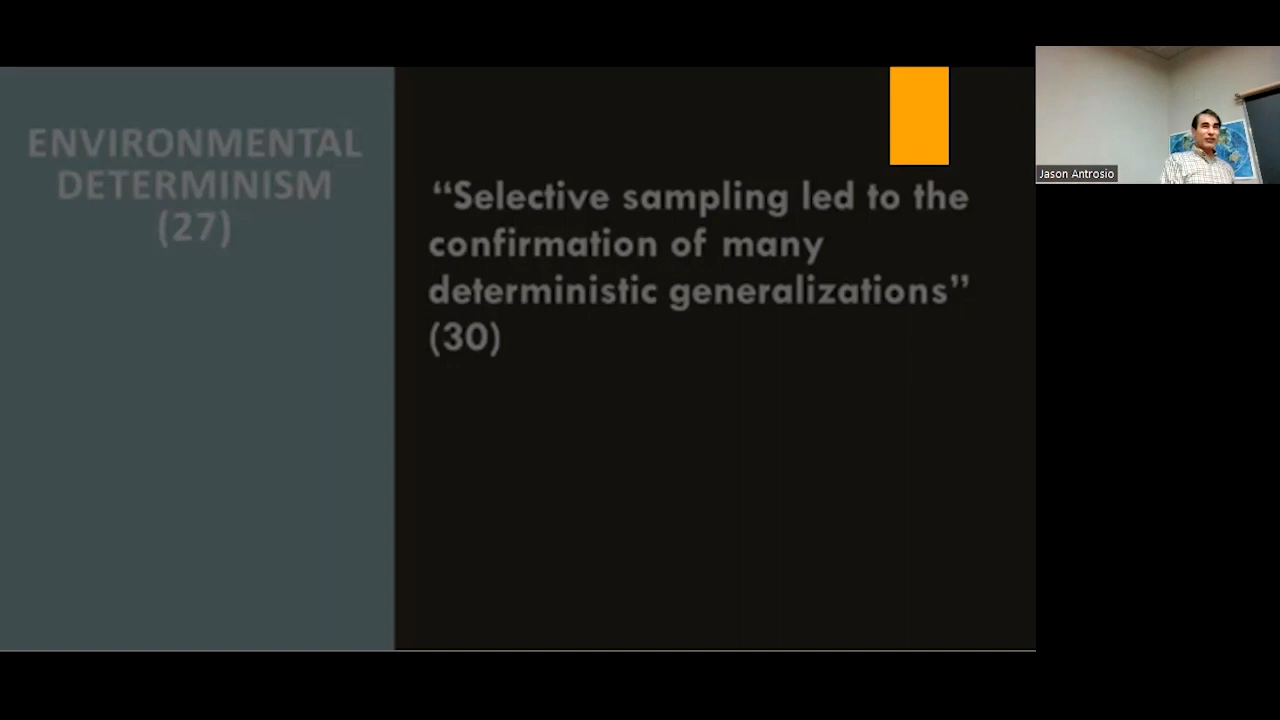 ENVIRONMENTAL
DETERMINISM
(27)
“Selective sampling led to the
confirmation of many
deterministic generalizations”
(30)
Jason Antrosio